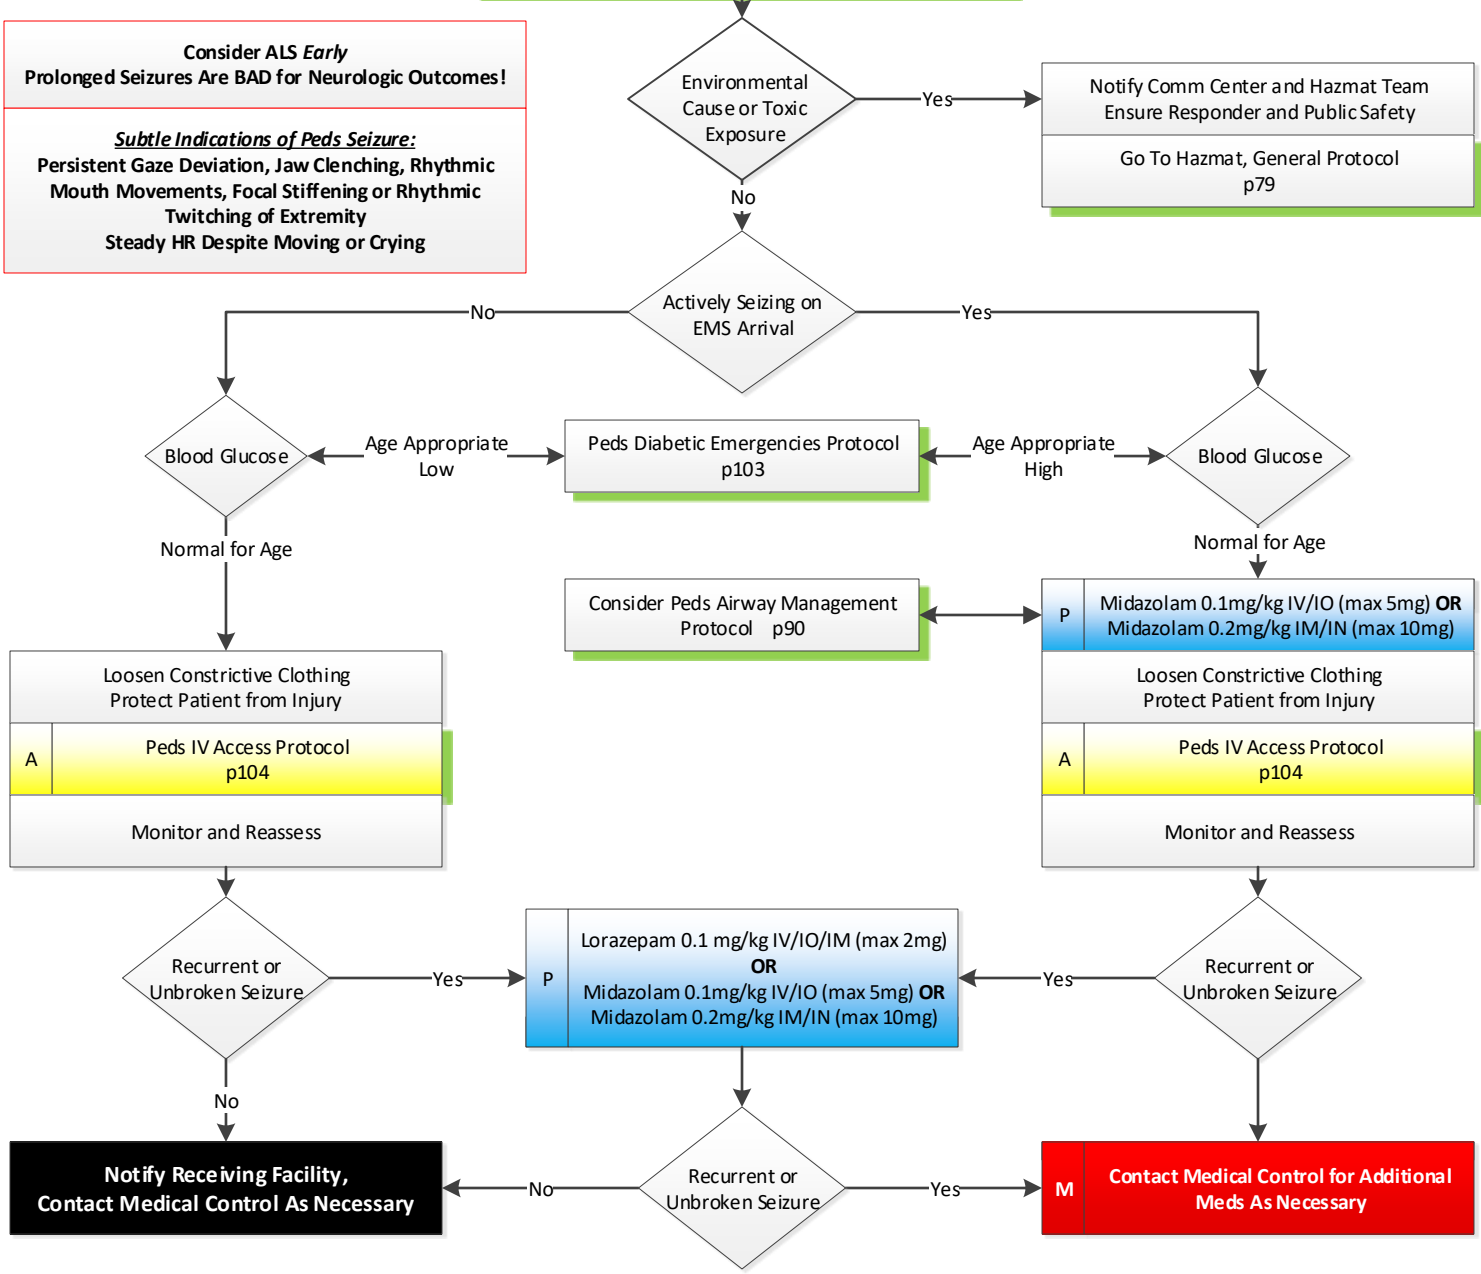 Consider ALS Early
Prolonged Seizures Are BAD for Neurologic Outcomes!
Subtle Indications of Peds Seizure:
Persistent Gaze Deviation, Jaw Clenching, Rhythmic
Mouth Movements, Focal Stiffening or Rhythmic
Twitching of Extremity
Steady HR Despite Moving or Crying
Environmental
Cause or Toxic
Exposure
Yes
Notify Comm Center and Hazmat Team
Ensure Responder and Public Safety
Go To Hazmat, General Protocol
p79
No
Actively Seizing on
EMS Arrival
No
Yes
Blood Glucose
Age Appropriate
Low
Peds Diabetic Emergencies Protocol
p103
Age Appropriate
High
Blood Glucose
Normal for Age
Normal for Age
Consider Peds Airway Management
Protocol p90
P
Midazolam 0.1mg/kg IV/IO (max 5mg) OR
Midazolam 0.2mg/kg IM/IN (max 10mg)
Loosen Constrictive Clothing
Protect Patient from Injury
A
Peds IV Access Protocol
p104
Monitor and Reassess
Loosen Constrictive Clothing
Protect Patient from Injury
A
Peds IV Access Protocol
p104
Monitor and Reassess
Recurrent or
Unbroken Seizure
Yes
P
Lorazepam 0.1 mg/kg IV/IO/IM (max 2mg)
OR
Midazolam 0.1mg/kg IV/IO (max 5mg) OR
Midazolam 0.2mg/kg IM/IN (max 10mg)
Yes
Recurrent or
Unbroken Seizure
No
Notify Receiving Facility,
Contact Medical Control As Necessary
No
Recurrent or
Unbroken Seizure
Yes
M
Contact Medical Control for Additional
Meds As Necessary